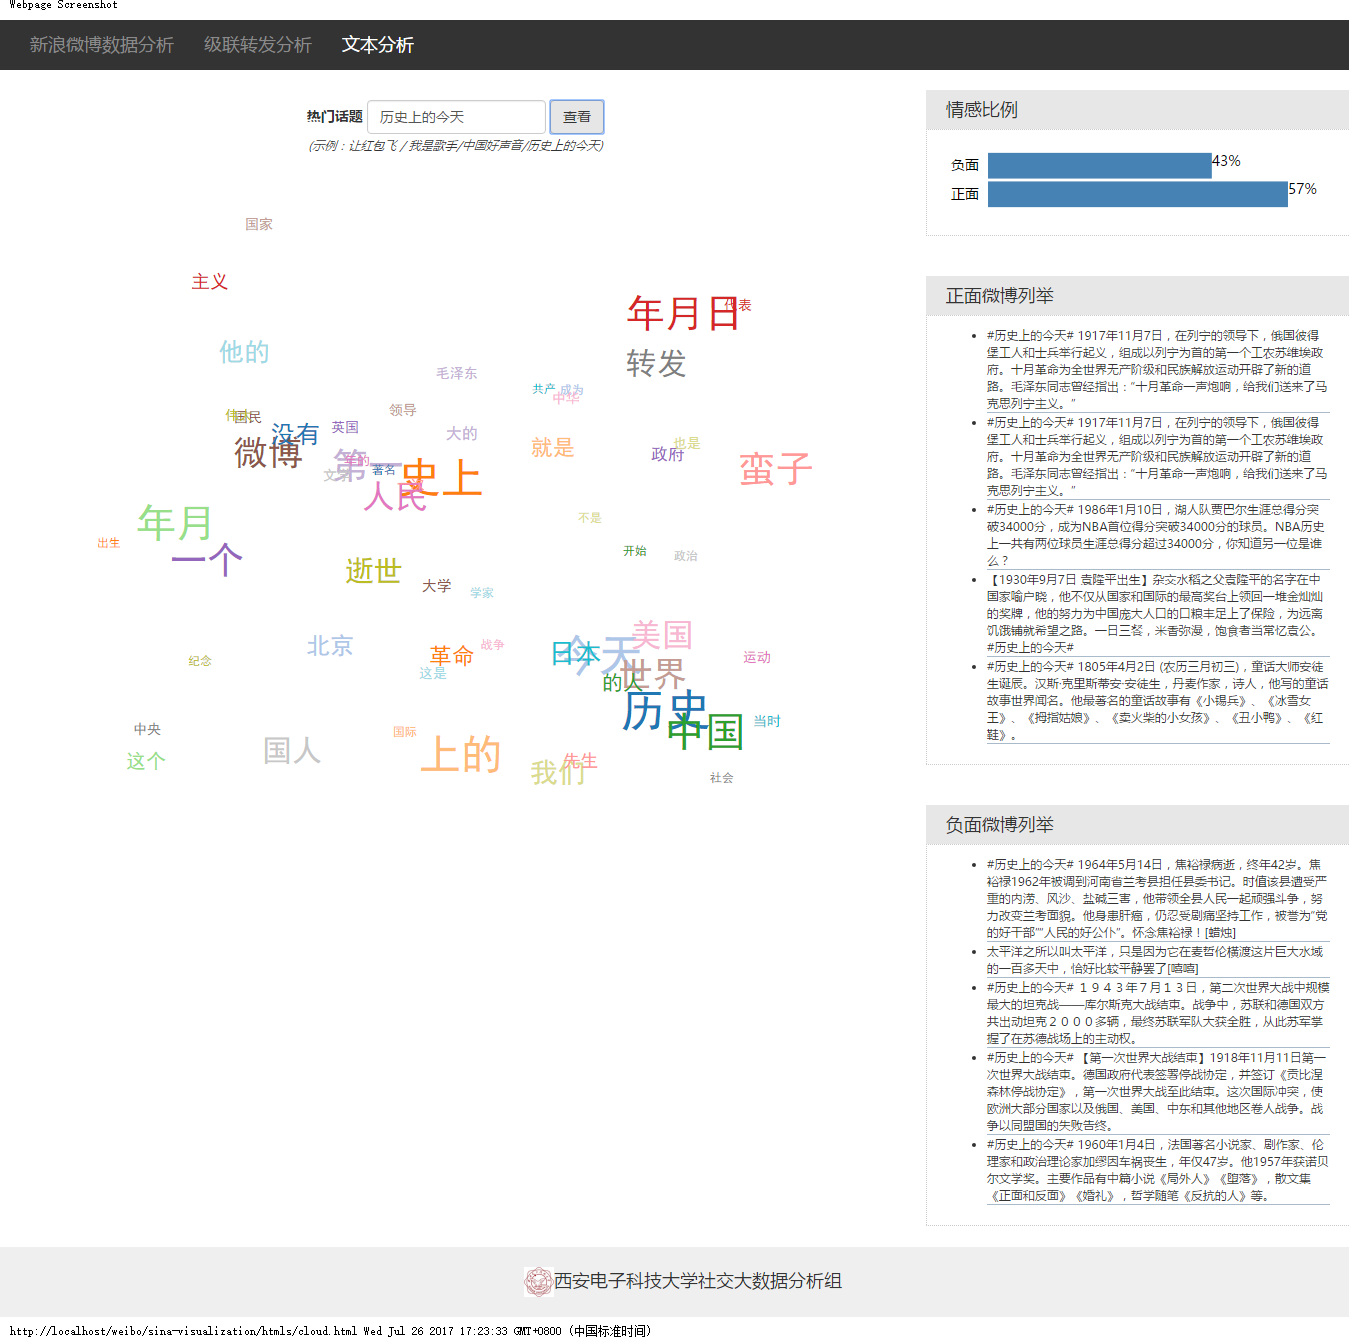 Webpage Screenshot
新浪微博数据分析 级联转发分析 文本分析
热门话题 历史上的今天 查看
(示例：让红包飞 / 我是歌手/中国好声音/历史上的今天)
国家
主义
年月日
代表
他的
转发
毛泽东
共产
成为
中华
领导
国民
没有
英国
大的
微博
就是
政府
也是
蛮子
第一
著名
史上
人民
年月
不是
出生
一个
开始
政治
逝世
大学
学家
北京
革命
战争
日本
今天
美国
纪念
这是
的人
世界
运动
历史
中国
当时
中央
国际
这个
国人
上的
我们
先生
社会
情感比例
负面 43%
正面 57%
正面微博列举
#历史上的今天# 1917年11月7日，在列宁的领导下，俄国彼得
堡工人和士兵举行起义，组成以列宁为首的第一个工农苏维埃政
府。十月革命为全世界无产阶级和民族解放运动开辟了新的道
路。毛泽东同志曾经指出：“十月革命一声炮响，给我们送来了马
克思列宁主义。”
#历史上的今天# 1917年11月7日，在列宁的领导下，俄国彼得
堡工人和士兵举行起义，组成以列宁为首的第一个工农苏维埃政
府。十月革命为全世界无产阶级和民族解放运动开辟了新的道
路。毛泽东同志曾经指出：“十月革命一声炮响，给我们送来了马
克思列宁主义。”
#历史上的今天# 1986年1月10日，湖人队贾巴尔生涯总得分突
破34000分，成为NBA首位得分突破34000分的球员。NBA历史
上一共有两位球员生涯总得分超过34000分，你知道另一位是谁
么？
【1930年9月7日 袁隆平出生】杂交水稻之父袁隆平的名字在中
国家喻户晓，他不仅从国家和国际的最高奖台上领回一堆金灿灿
的奖牌，他的努力为中国庞大人口的口粮丰足上了保险，为远离
饥饿铺就希望之路。一日三餐，米香弥漫，饱食者当常忆袁公。
#历史上的今天#
#历史上的今天# 1805年4月2日 (农历三月初三)，童话大师安徒
生诞辰。汉斯·克里斯蒂安·安徒生，丹麦作家，诗人，他写的童话
故事世界闻名。他最著名的童话故事有《小锡兵》、《冰雪女
王》、《拇指姑娘》、《卖火柴的小女孩》、《丑小鸭》、《红
鞋》。
负面微博列举
#历史上的今天# 1964年5月14日，焦裕禄病逝，终年42岁。焦
裕禄1962年被调到河南省兰考县担任县委书记。时值该县遭受严
重的内涝、风沙、盐碱三害，他带领全县人民一起顽强斗争，努
力改变兰考面貌。他身患肝癌，仍忍受剧痛坚持工作，被誉为“党
的好干部”“人民的好公仆”。怀念焦裕禄！[蜡烛]
太平洋之所以叫太平洋，只是因为它在麦哲伦横渡这片巨大水域
的一百多天中，恰好比较平静罢了[嘻嘻]
#历史上的今天# １９４３年７月１３日，第二次世界大战中规模
最大的坦克战——库尔斯克大战结束。战争中，苏联和德国双方
共出动坦克２０００多辆，最终苏联军队大获全胜，从此苏军掌
握了在苏德战场上的主动权。
#历史上的今天# 【第一次世界大战结束】1918年11月11日第一
次世界大战结束。德国政府代表签署停战协定，并签订《贡比涅
森林停战协定》，第一次世界大战至此结束。这次国际冲突，使
欧洲大部分国家以及俄国、美国、中东和其他地区卷入战争。战
争以同盟国的失败告终。
#历史上的今天# 1960年1月4日，法国著名小说家、剧作家、伦
理家和政治理论家加缪因车祸丧生，年仅47岁。他1957年获诺贝
尔文学奖。主要作品有中篇小说《局外人》《堕落》，散文集
《正面和反面》《婚礼》，哲学随笔《反抗的人》等。
西安电子科技大学社交大数据分析组
http://localhost/weibo/sina-visualization/htmls/cloud.html Wed Jul 26 2017 17:23:33 GMT+0800 (中国标准时间)